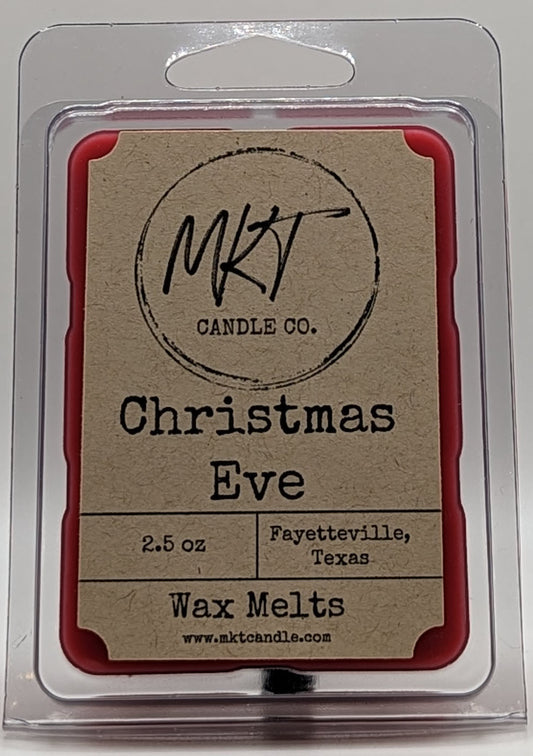 MKT
CANDLE CO.
Christmas
Eve
2.5 oz
Fayetteville,
Texas
Wax Melts
www.mktcandle.com